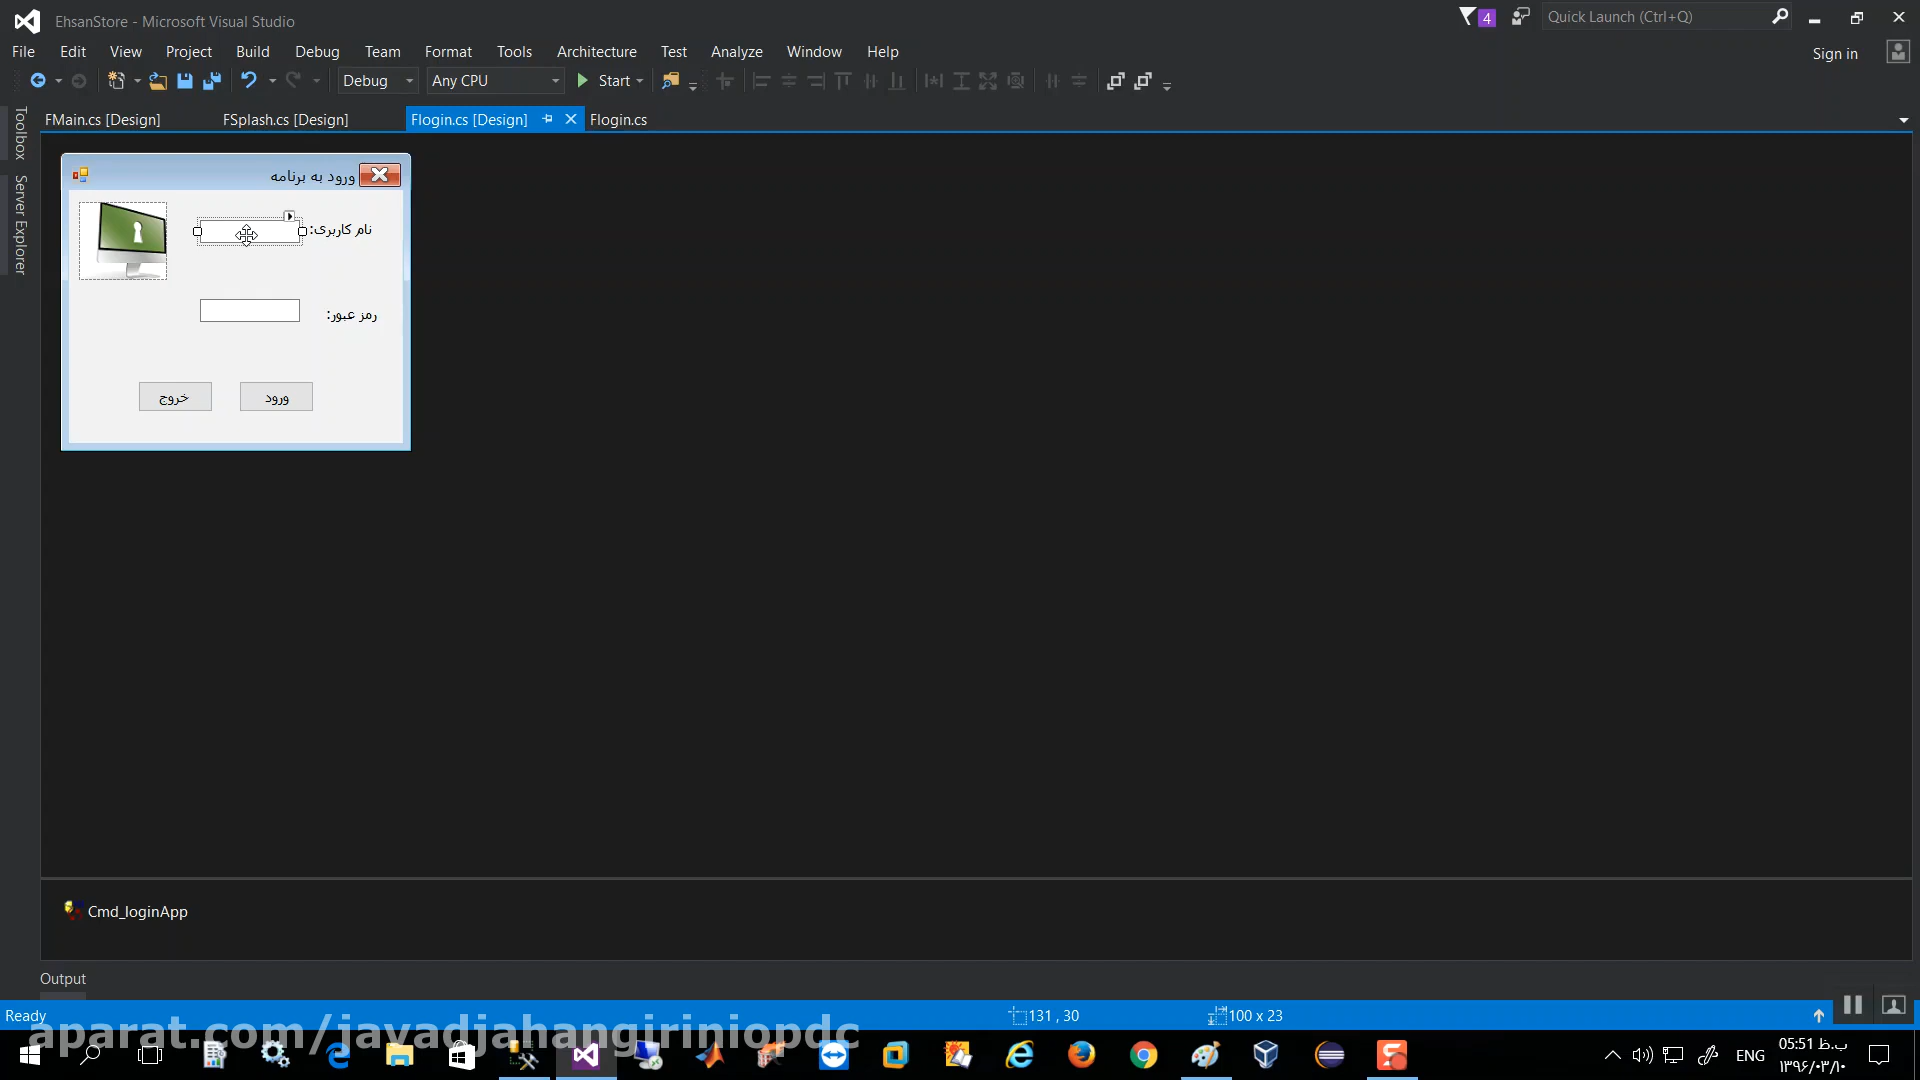 EhsanStore - Microsoft Visual Studio
4
Quick Launch (Ctrl+Q)
File Edit View Project Build Debug Team Format Tools Architecture Test Analyze Window Help
Sign in
Debug Any CPU Start
Toolbox
Server Explorer
FMain.cs [Design] FSplash.cs [Design] Flogin.cs [Design] Flogin.cs
ورود به برنامه
نام کاربری:
رمز عبور:
ورود
خروج
Cmd_loginApp
Output
Ready
131 , 30
100 x 23
aparat.com/javadjahangiriniopdc
ENG
05:51 ب.ظ
۱۳۹۶/۰۳/۱۰